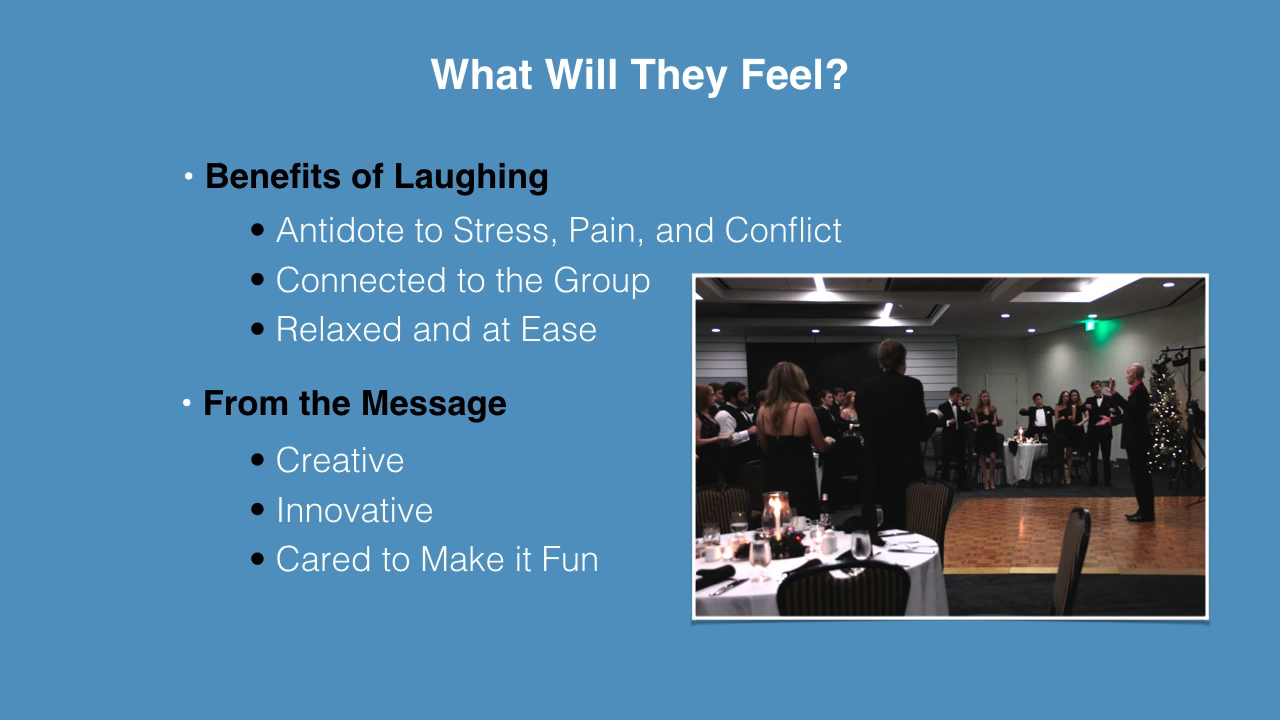 What Will They Feel?
• Benefits of Laughing
• Antidote to Stress, Pain, and Conflict
• Connected to the Group
• Relaxed and at Ease
• From the Message
• Creative
• Innovative
• Cared to Make it Fun